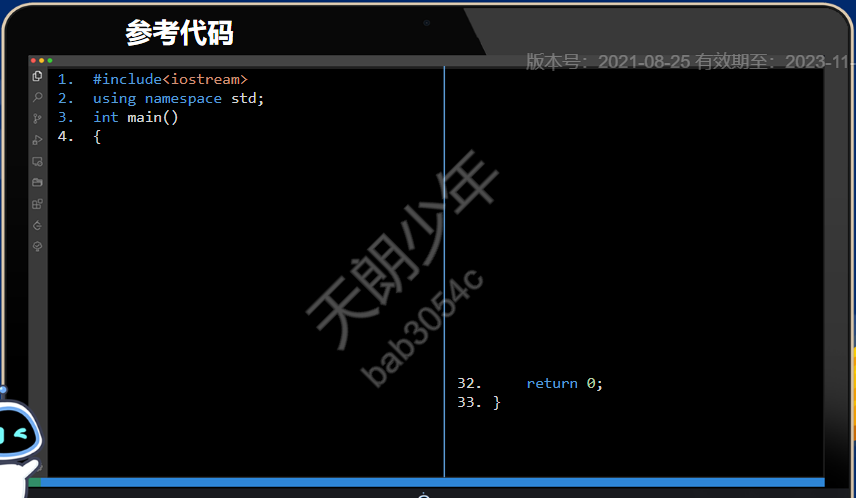 参考代码
版本号：2021-08-25 有效期至：2023-11-
1. #include<iostream>
2. using namespace std;
3. int main()
4. {
天朗少年
bab3054c
32. return 0;
33. }